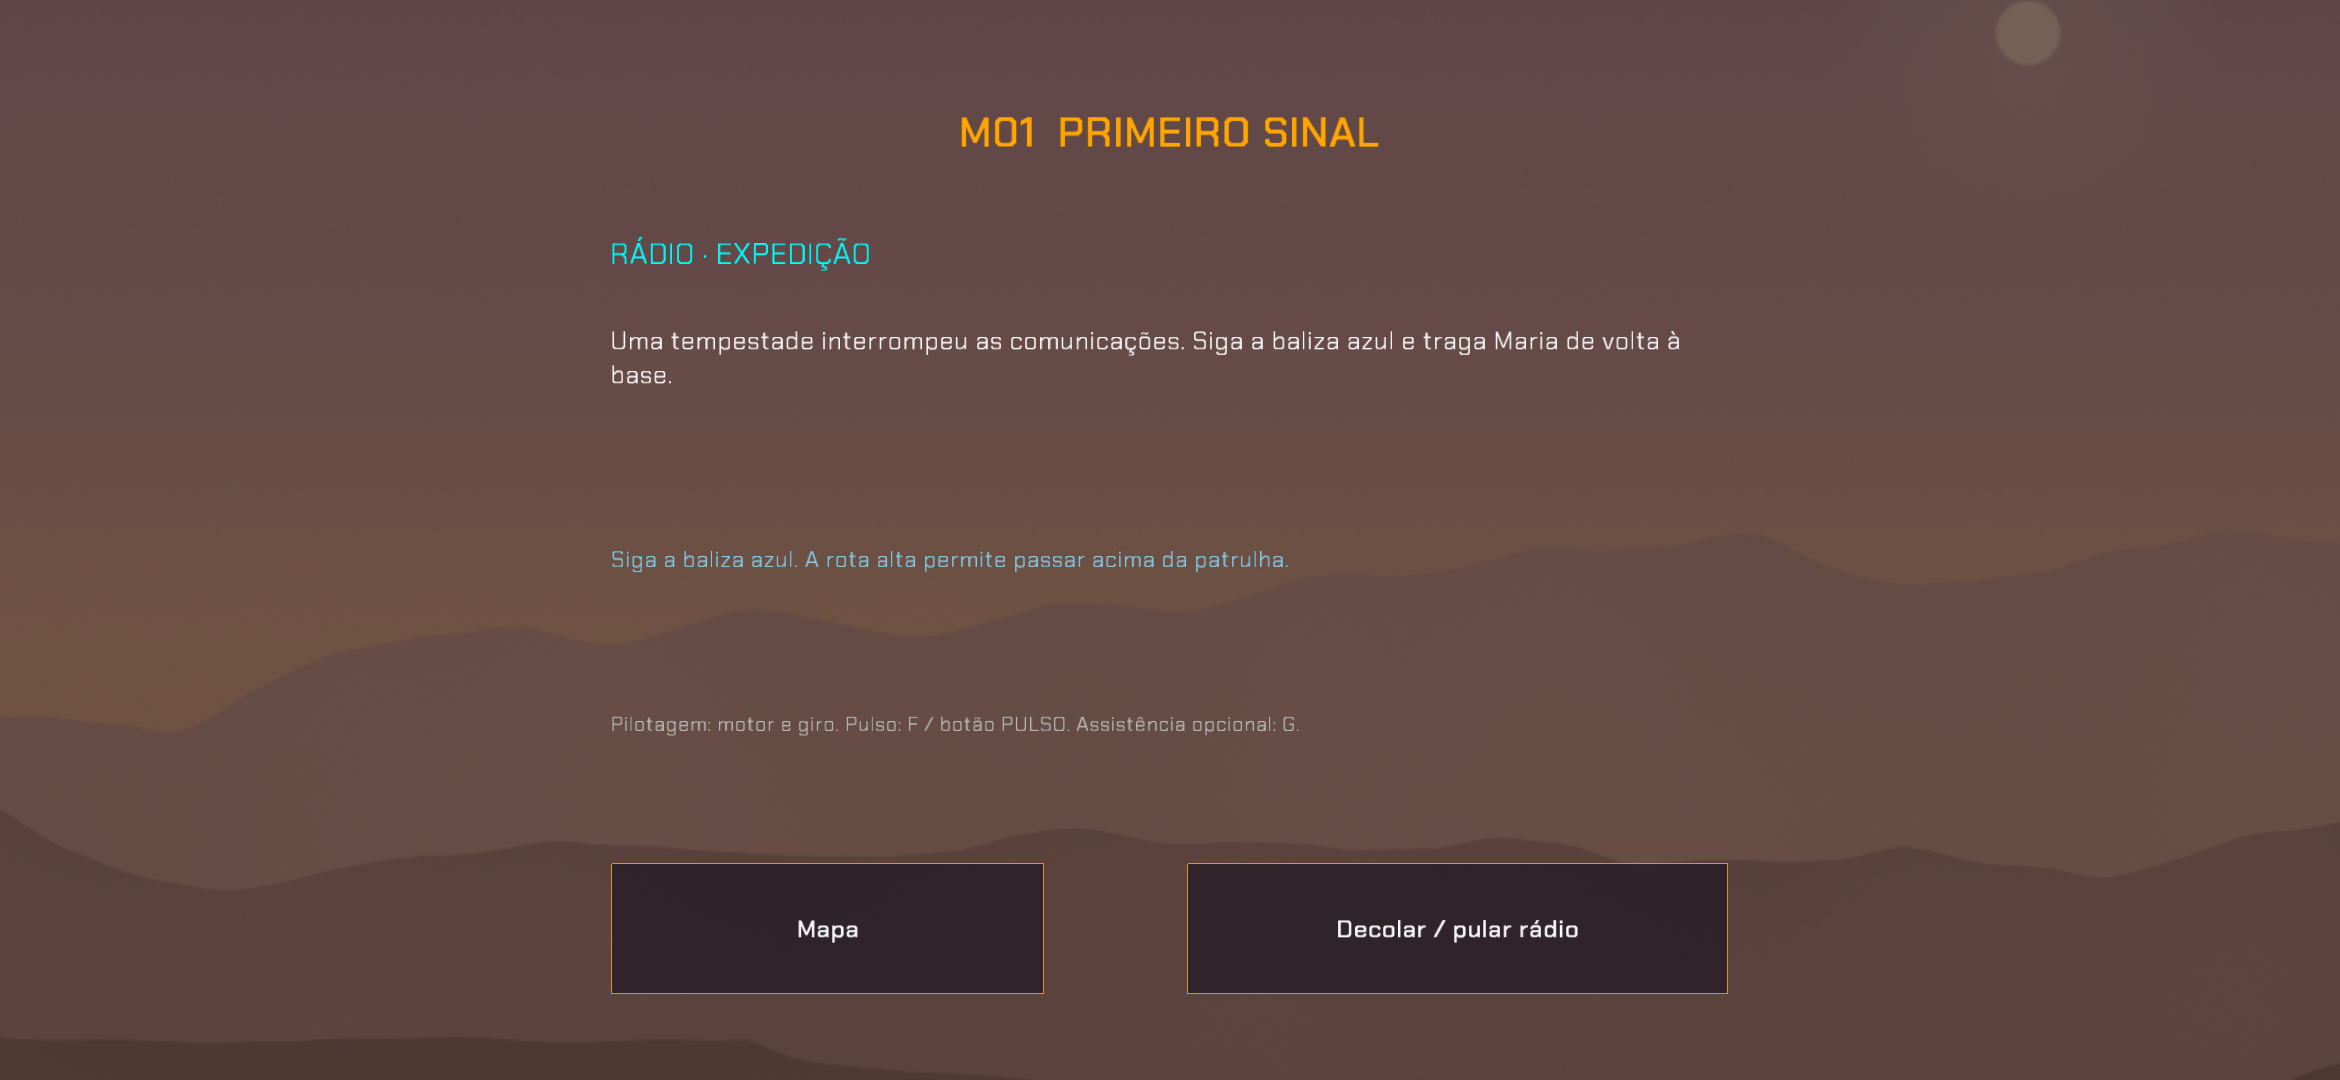 M01 PRIMEIRO SINAL
RÁDIO · EXPEDIÇÃO
Uma tempestade interrompeu as comunicações. Siga a baliza azul e traga Maria de volta à
base.
Siga a baliza azul. A rota alta permite passar acima da patrulha.
Pilotagem: motor e giro. Pulso: F / botão PULSO. Assistência opcional: G.
Mapa
Decolar / pular rádio